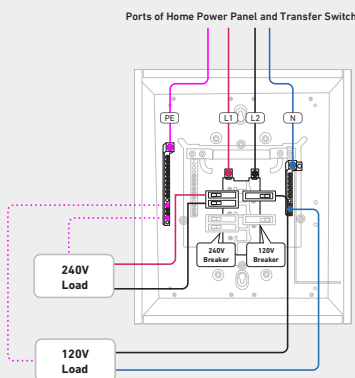 Ports of Home Power Panel and Transfer Switch
PE
L1
L2
N
240V
Breaker
120V
Breaker
240V
Load
120V
Load